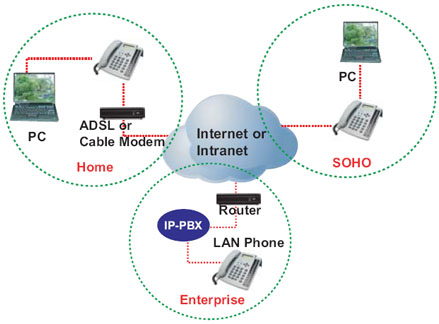 PC
ADSL or
Cable Modem
Home
Internet or
Intranet
PC
SOHO
Router
IP-PBX
LAN Phone
Enterprise